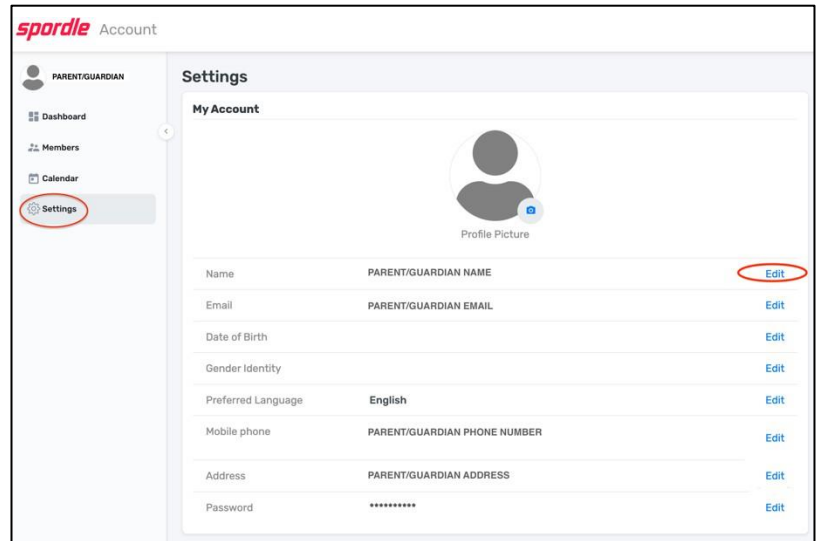 spordle Account
PARENT/GUARDIAN
Dashboard
Members
Calendar
Settings
Settings
My Account
Profile Picture
Name PARENT/GUARDIAN NAME Edit
Email PARENT/GUARDIAN EMAIL Edit
Date of Birth Edit
Gender Identity Edit
Preferred Language English Edit
Mobile phone PARENT/GUARDIAN PHONE NUMBER Edit
Address PARENT/GUARDIAN ADDRESS Edit
Password ********** Edit